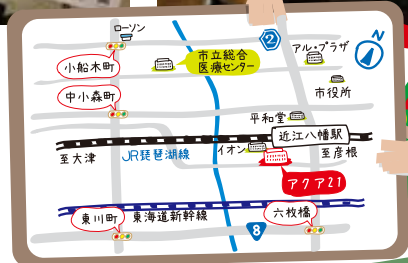 ローソン
2
アル・プラザ
N
小船木町
市立総合
医療センター
市役所
中小森町
平和堂
近江八幡駅
至大津
JR琵琶湖線
イオン
至彦根
アクア21
東川町
東海道新幹線
六枚橋
8